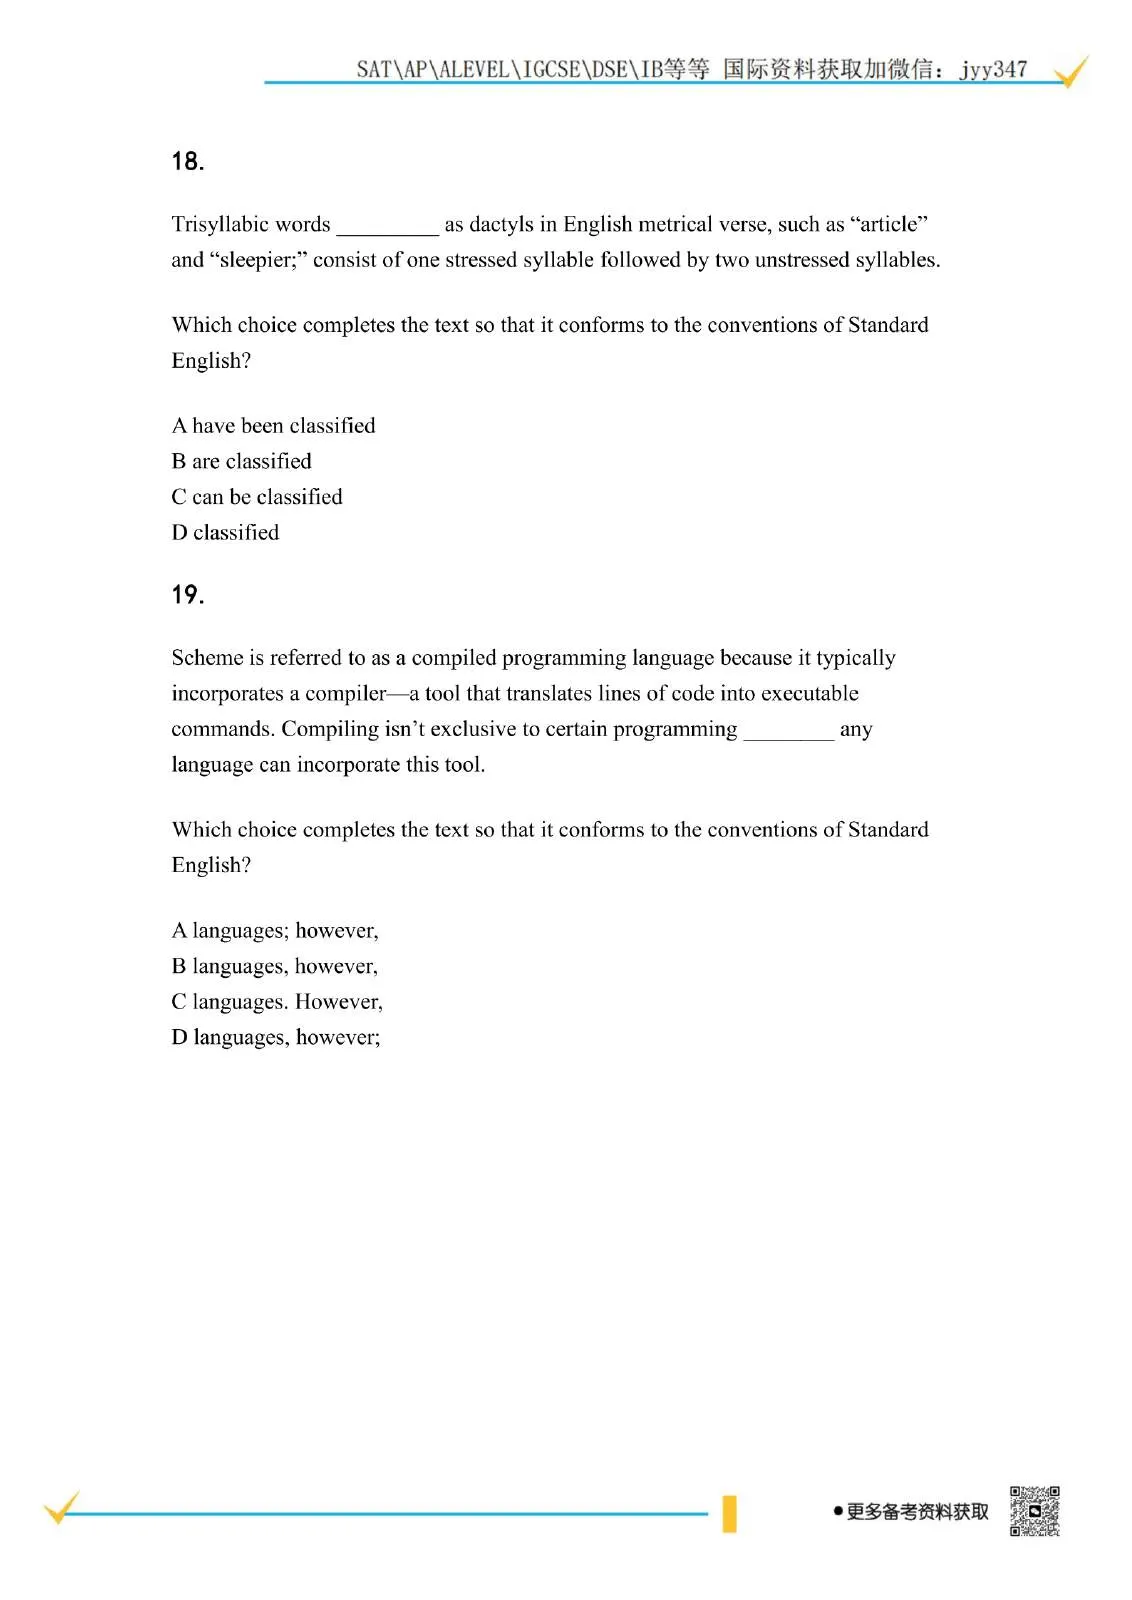 SAT\AP\ALEVEL\IGCSE\DSE\IB等等 国际资料获取加微信：jyy347
18.
Trisyllabic words _________ as dactyls in English metrical verse, such as “article”
and “sleepier;” consist of one stressed syllable followed by two unstressed syllables.
Which choice completes the text so that it conforms to the conventions of Standard
English?
A have been classified
B are classified
C can be classified
D classified
19.
Scheme is referred to as a compiled programming language because it typically
incorporates a compiler—a tool that translates lines of code into executable
commands. Compiling isn’t exclusive to certain programming ________ any
language can incorporate this tool.
Which choice completes the text so that it conforms to the conventions of Standard
English?
A languages; however,
B languages, however,
C languages. However,
D languages, however;
●更多备考资料获取